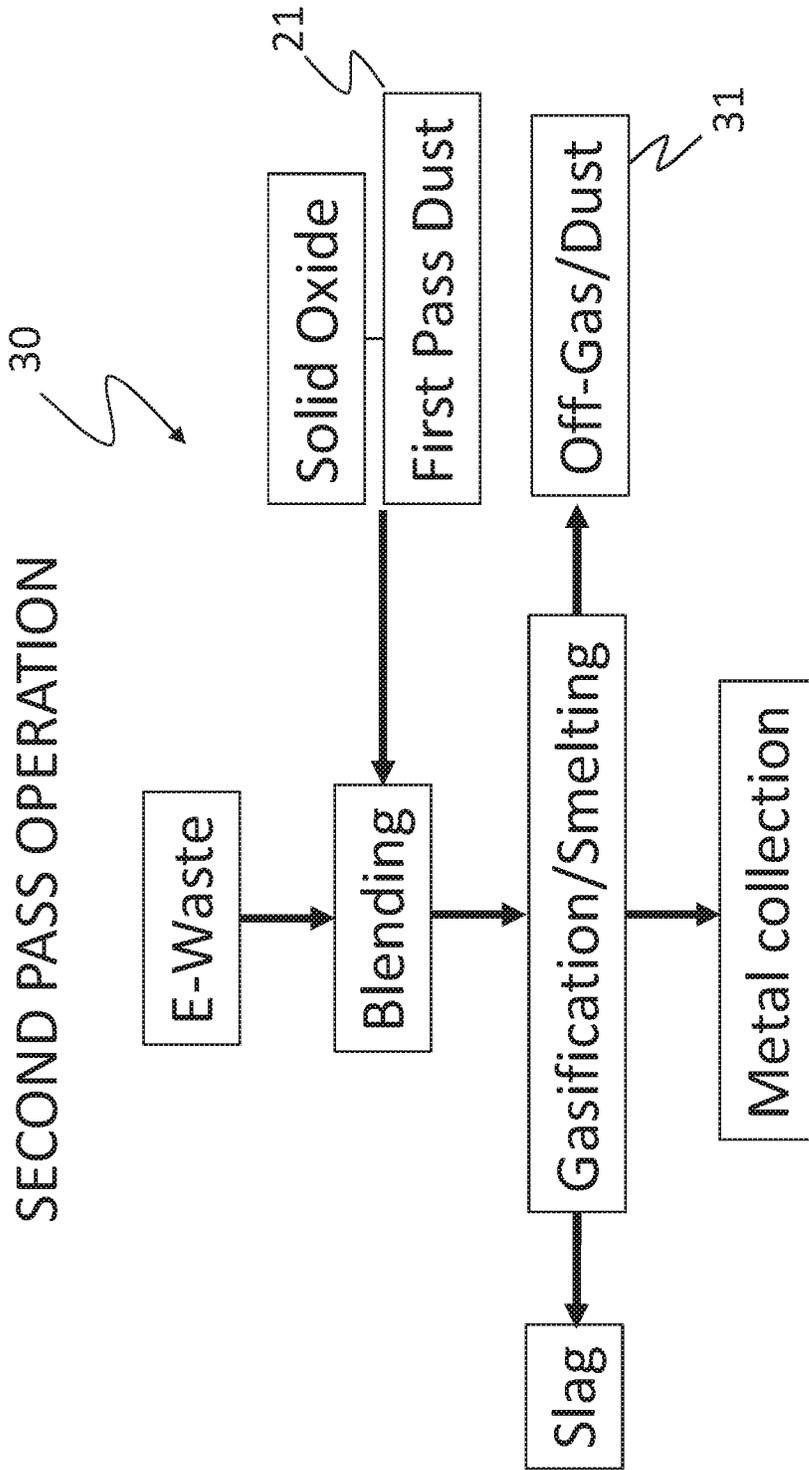 SECOND PASS OPERATION
30
E-Waste
Solid Oxide
21
Blending
First Pass Dust
Slag
Gasification/Smelting
Off-Gas/Dust
31
Metal collection